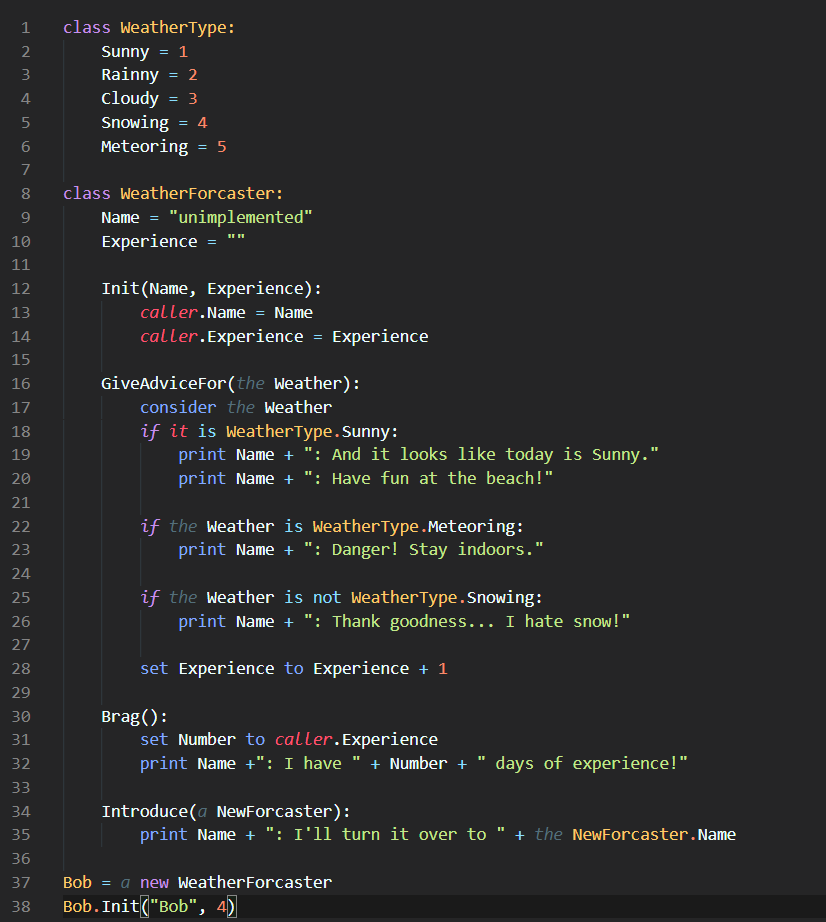 1 class WeatherType:
2     Sunny = 1
3     Rainny = 2
4     Cloudy = 3
5     Snowing = 4
6     Meteoring = 5
7
8 class WeatherForcaster:
9     Name = "unimplemented"
10     Experience = ""
11
12     Init(Name, Experience):
13         caller.Name = Name
14         caller.Experience = Experience
15
16     GiveAdviceFor(the Weather):
17         consider the Weather
18         if it is WeatherType.Sunny:
19             print Name + ": And it looks like today is Sunny."
20             print Name + ": Have fun at the beach!"
21
22         if the Weather is WeatherType.Meteoring:
23             print Name + ": Danger! Stay indoors."
24
25         if the Weather is not WeatherType.Snowing:
26             print Name + ": Thank goodness... I hate snow!"
27
28         set Experience to Experience + 1
29
30     Brag():
31         set Number to caller.Experience
32         print Name +": I have " + Number + " days of experience!"
33
34     Introduce(a NewForcaster):
35         print Name + ": I'll turn it over to " + the NewForcaster.Name
36
37 Bob = a new WeatherForcaster
38 Bob.Init("Bob", 4)